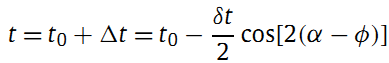 t = t₀ + Δt = t₀ − δt/2 cos[2(α − ϕ)]